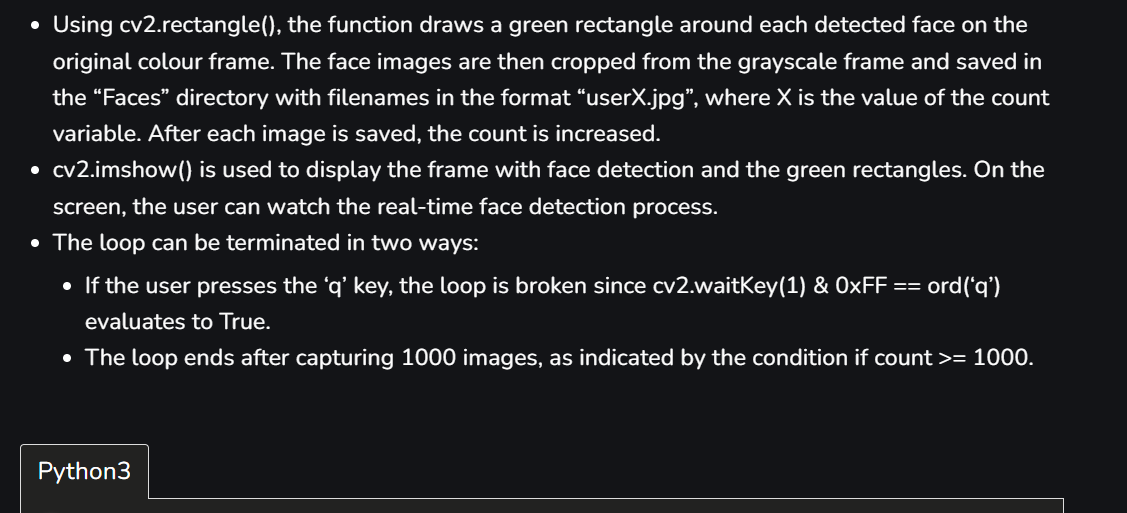 • Using cv2.rectangle(), the function draws a green rectangle around each detected face on the
original colour frame. The face images are then cropped from the grayscale frame and saved in
the “Faces” directory with filenames in the format “userX.jpg”, where X is the value of the count
variable. After each image is saved, the count is increased.
• cv2.imshow() is used to display the frame with face detection and the green rectangles. On the
screen, the user can watch the real-time face detection process.
• The loop can be terminated in two ways:
• If the user presses the ‘q’ key, the loop is broken since cv2.waitKey(1) & 0xFF == ord(‘q’)
evaluates to True.
• The loop ends after capturing 1000 images, as indicated by the condition if count >= 1000.
Python3